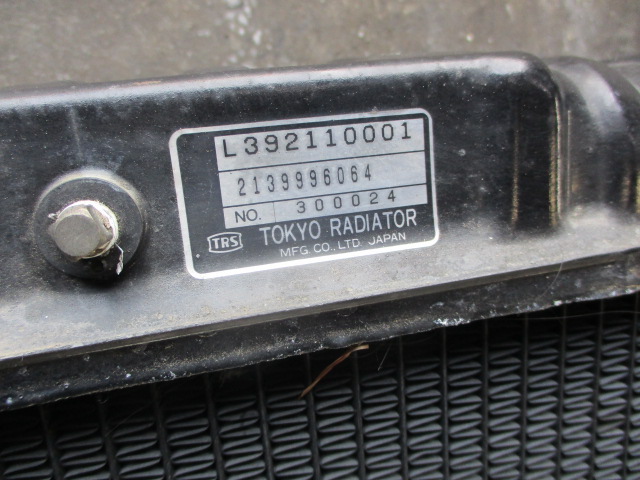 L392110001
2139996064
NO. 300024
TRS TOKYO RADIATOR
MFG. CO., LTD. JAPAN